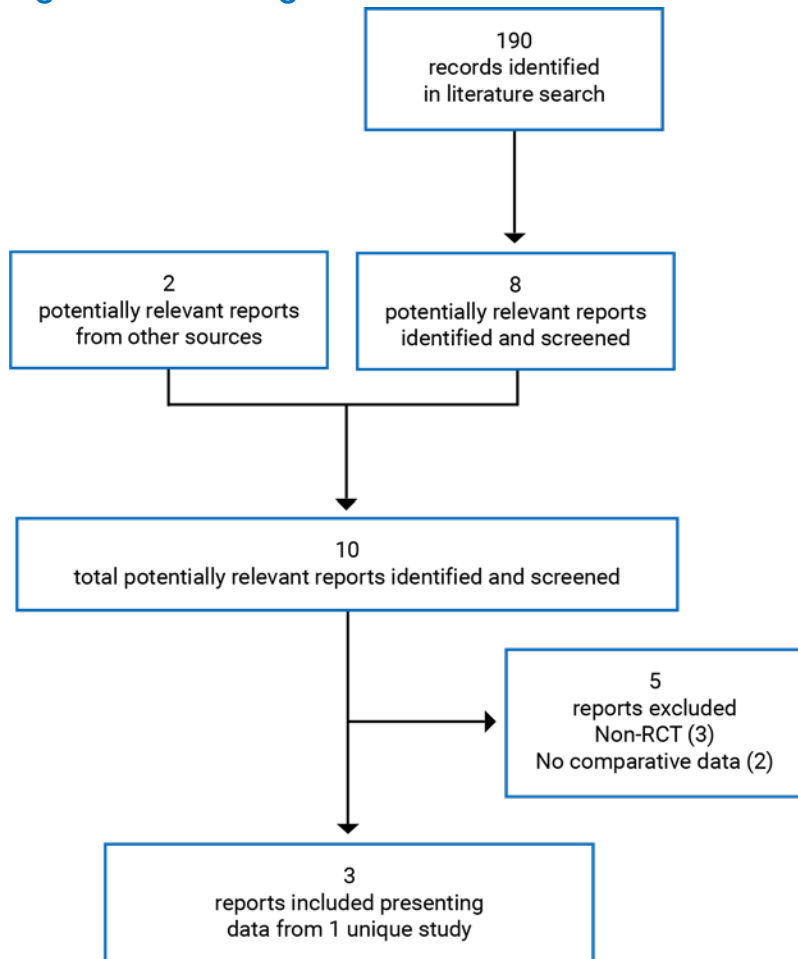 190
records identified
in literature search
2
potentially relevant reports
from other sources
8
potentially relevant reports
identified and screened
10
total potentially relevant reports identified and screened
5
reports excluded
Non-RCT (3)
No comparative data (2)
3
reports included presenting
data from 1 unique study